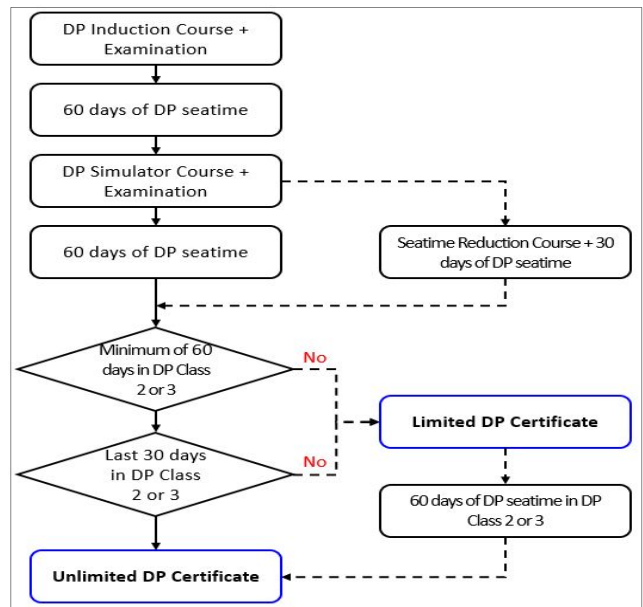 DP Induction Course +
Examination
60 days of DP seatime
DP Simulator Course +
Examination
60 days of DP seatime
Seatime Reduction Course + 30
days of DP seatime
Minimum of 60
days in DP Class
2 or 3
No
Limited DP Certificate
Last 30 days
in DP Class
2 or 3
No
60 days of DP seatime in DP
Class 2 or 3
Unlimited DP Certificate